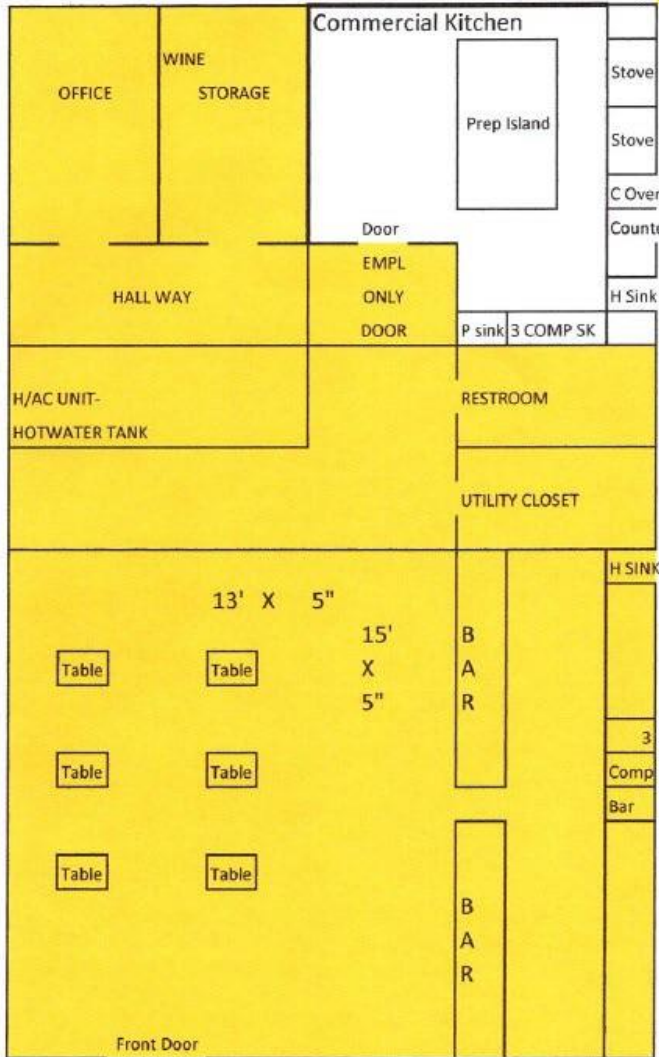 Commercial Kitchen
WINE
OFFICE
STORAGE
Stove
Prep Island
Stove
C Over
Door
Counte
EMPL
HALL WAY
ONLY
H Sink
DOOR
P sink
3 COMP SK
H/AC UNIT-
HOTWATER TANK
RESTROOM
UTILITY CLOSET
H SINK
13' X 5"
15'
X
5"
B
A
R
Table
Table
3
Table
Table
Comp
Bar
Table
Table
B
A
R
Front Door